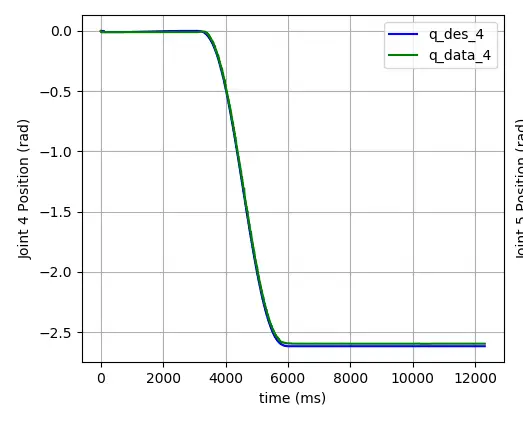 q_des_4
q_data_4
0.0
−0.5
−1.0
−1.5
−2.0
−2.5
Joint 4 Position (rad)
0
2000
4000
6000
8000
10000
12000
time (ms)
Joint 5 Position (rad)